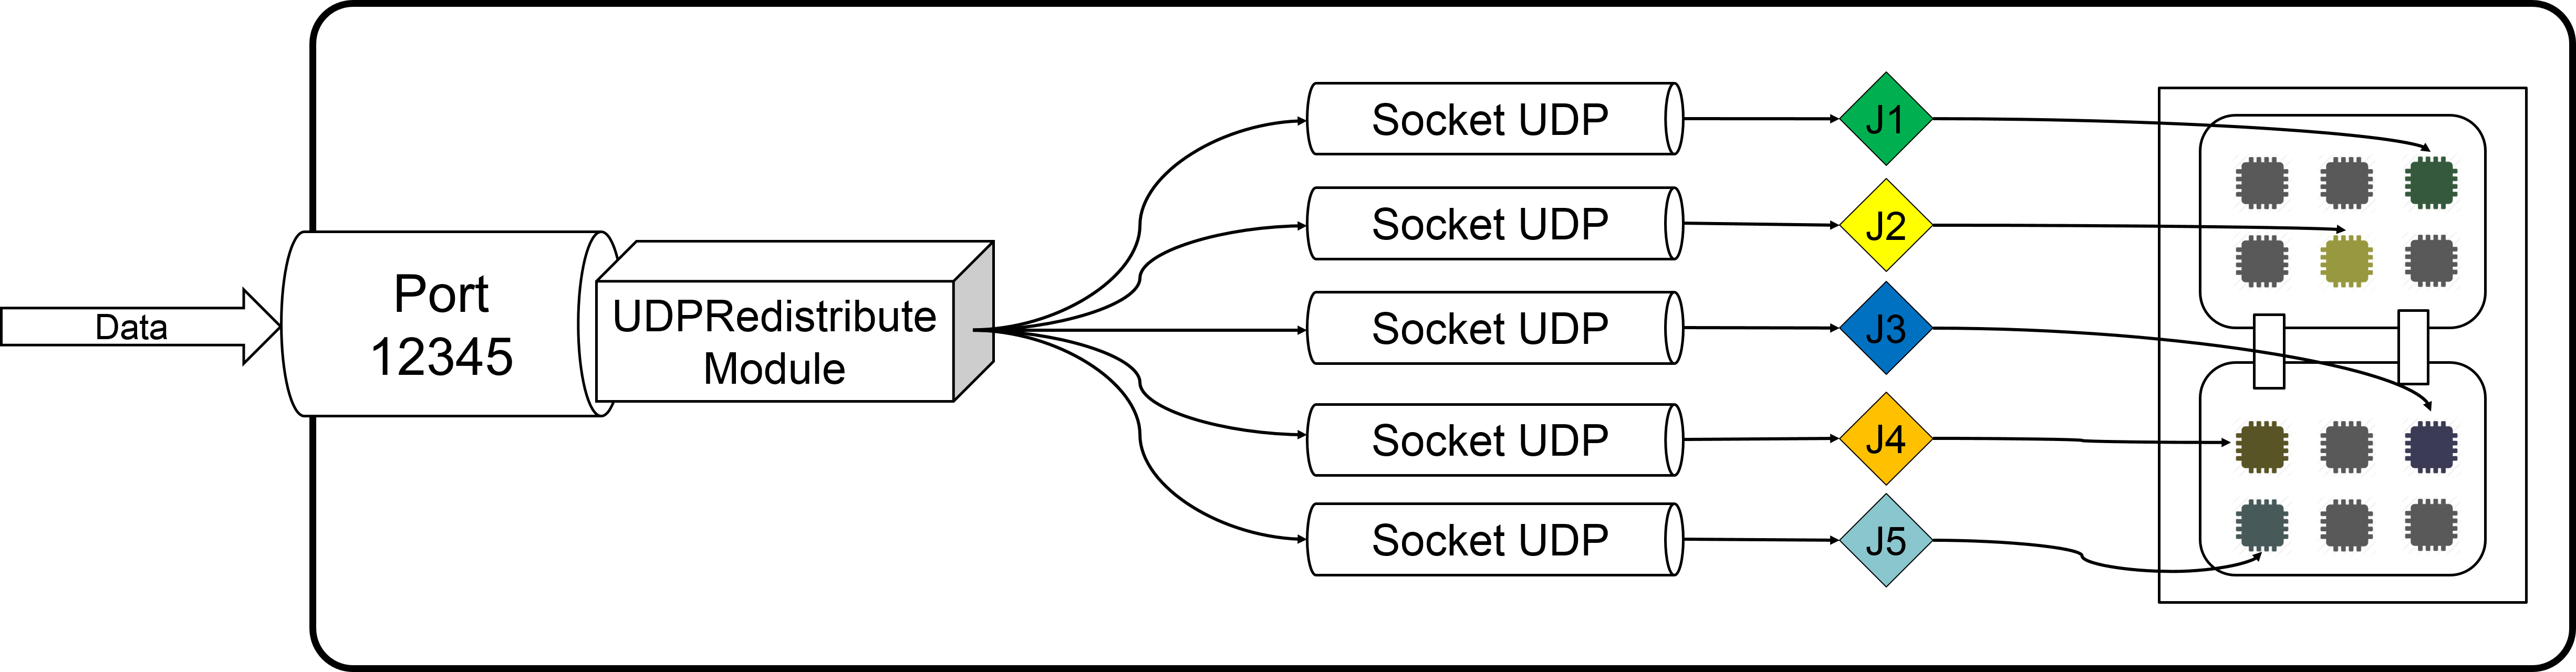 Data
Port
12345
UDPRedistribute
Module
Socket UDP
J1
Socket UDP
J2
Socket UDP
J3
Socket UDP
J4
Socket UDP
J5